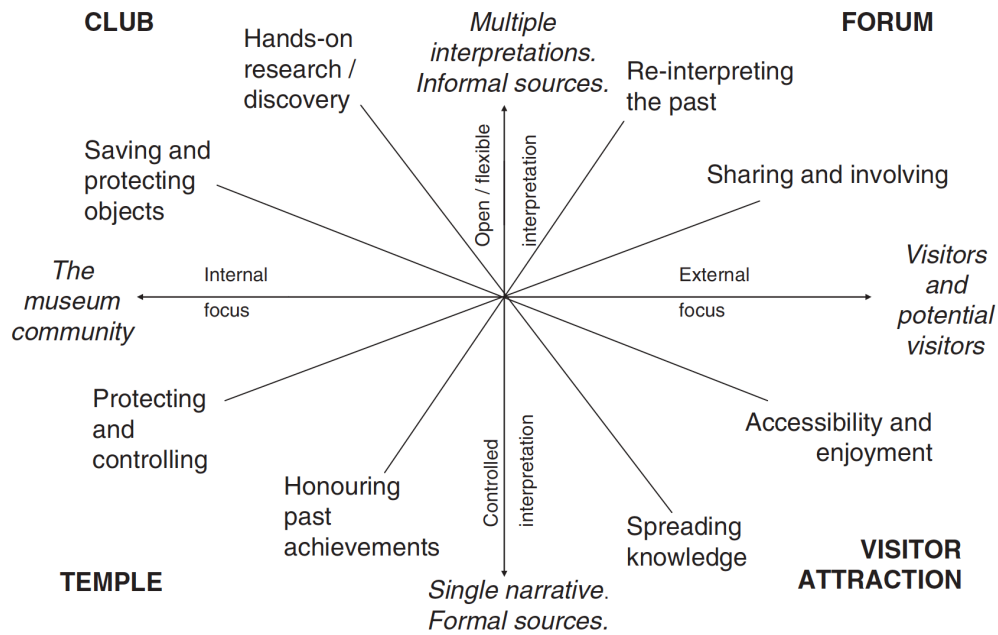 CLUB
Multiple
interpretations.
Informal sources.
FORUM
Hands-on
research /
discovery
Re-interpreting
the past
Saving and
protecting
objects
Open / flexible
interpretation
Sharing and involving
The
museum
community
Internal
focus
External
focus
Visitors
and
potential
visitors
Protecting
and
controlling
Honouring
past
achievements
Controlled
interpretation
Accessibility and
enjoyment
Spreading
knowledge
TEMPLE
Single narrative.
Formal sources.
VISITOR
ATTRACTION